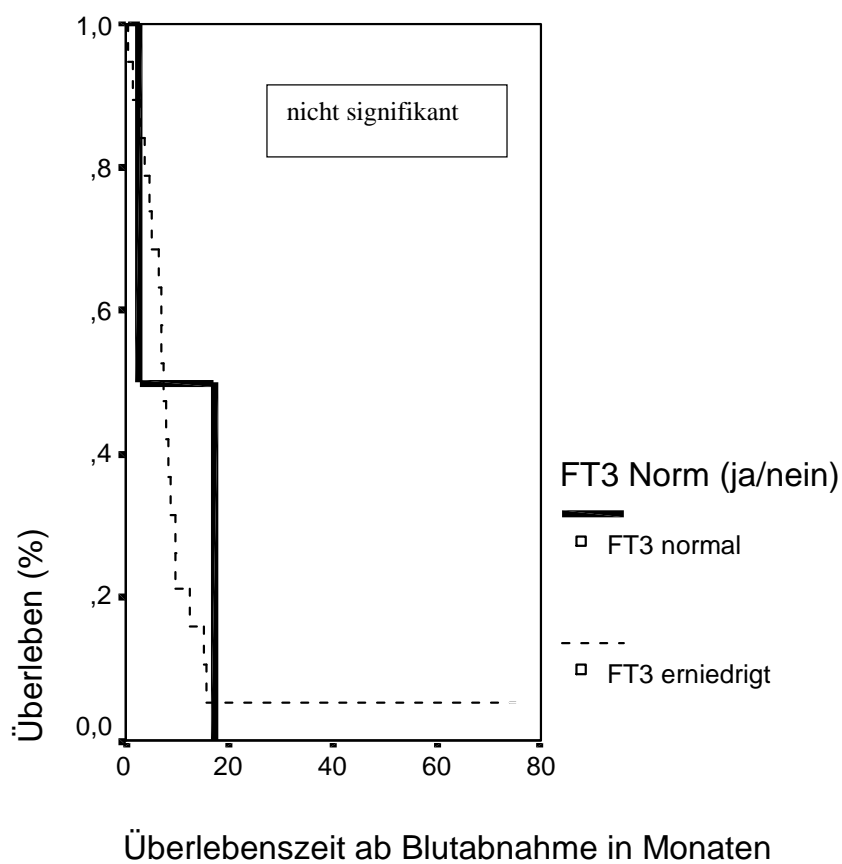 1,0
,8
,6
,4
,2
0,0
Überleben (%)
nicht signifikant
0 20 40 60 80
Überlebenszeit ab Blutabnahme in Monaten
FT3 Norm (ja/nein)
FT3 normal
FT3 erniedrigt